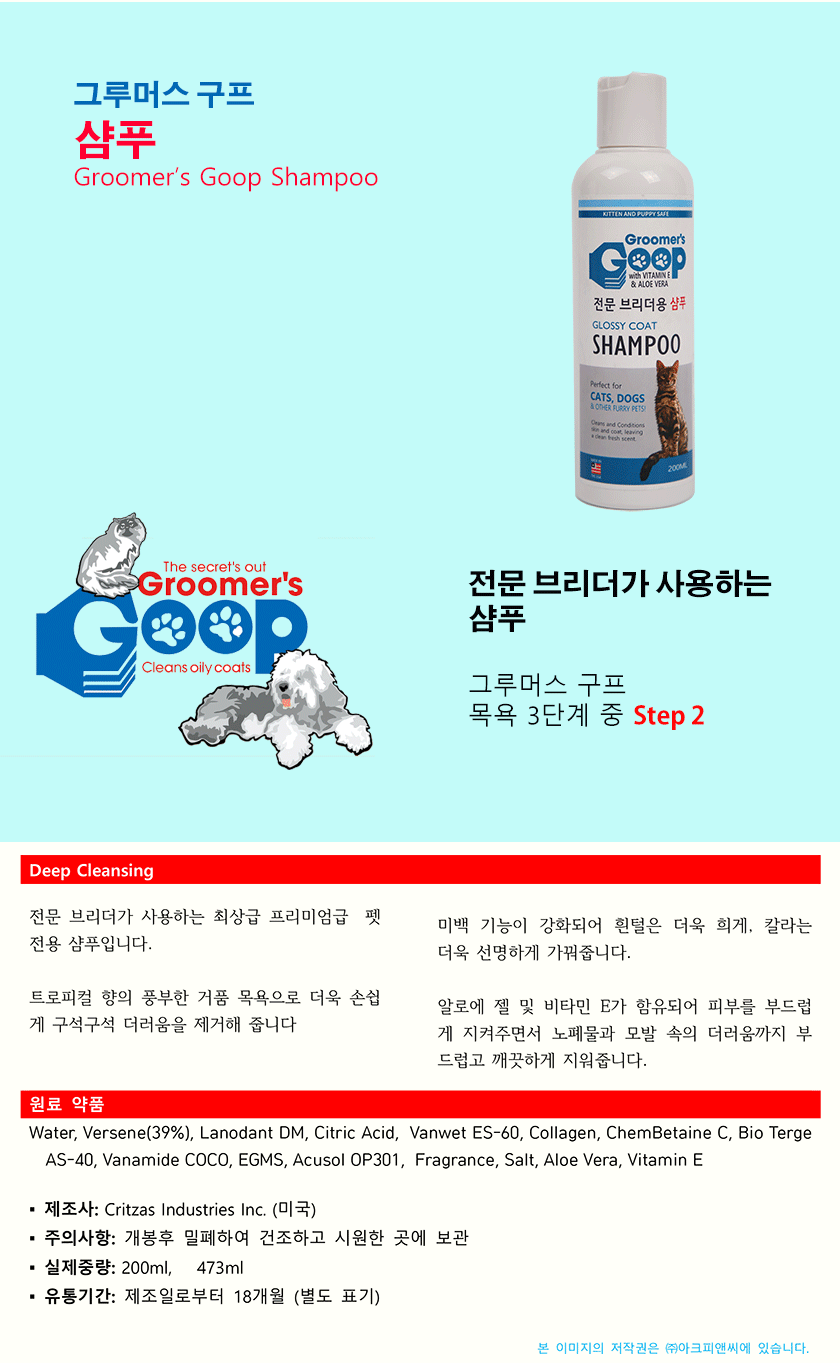 그루머스 구프
샴푸
Groomer's Goop Shampoo
KITTEN AND PUPPY SAFE
Groomer's
Goop
with VITAMIN E
& ALOE VERA
전문 브리더용 샴푸
GLOSSY COAT
SHAMPOO
Perfect for
CATS, DOGS
& OTHER FURRY PETS!
Cleans and Conditions
skin and coat, leaving
a clean fresh scent.
200ML
The secret's out
Groomer's
Goop
Cleans oily coats
전문 브리더가 사용하는
샴푸
그루머스 구프
목욕 3단계 중 Step 2
Deep Cleansing
전문 브리더가 사용하는 최상급 프리미엄급 펫
전용 샴푸입니다.
트로피컬 향의 풍부한 거품 목욕으로 더욱 손쉽
게 구석구석 더러움을 제거해 줍니다
미백 기능이 강화되어 흰털은 더욱 희게, 칼라는
더욱 선명하게 가꿔줍니다.
알로에 젤 및 비타민 E가 함유되어 피부를 부드럽
게 지켜주면서 노폐물과 모발 속의 더러움까지 부
드럽고 깨끗하게 지워줍니다.
원료 약품
Water, Versene(39%), Lanodant DM, Citric Acid, Vanwet ES-60, Collagen, ChemBetaine C, Bio Terge
AS-40, Vanamide COCO, EGMS, Acusol OP301, Fragrance, Salt, Aloe Vera, Vitamin E
▪ 제조사: Critzas Industries Inc. (미국)
▪ 주의사항: 개봉후 밀폐하여 건조하고 시원한 곳에 보관
▪ 실제중량: 200ml, 473ml
▪ 유통기간: 제조일로부터 18개월 (별도 표기)
본 이미지의 저작권은 ㈜아크피앤씨에 있습니다.